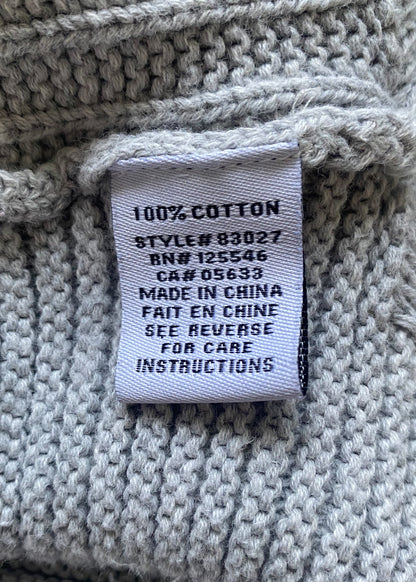 100% COTTON
STYLE# 83027
RN# 125546
CA# 05633
MADE IN CHINA
FAIT EN CHINE
SEE REVERSE
FOR CARE
INSTRUCTIONS